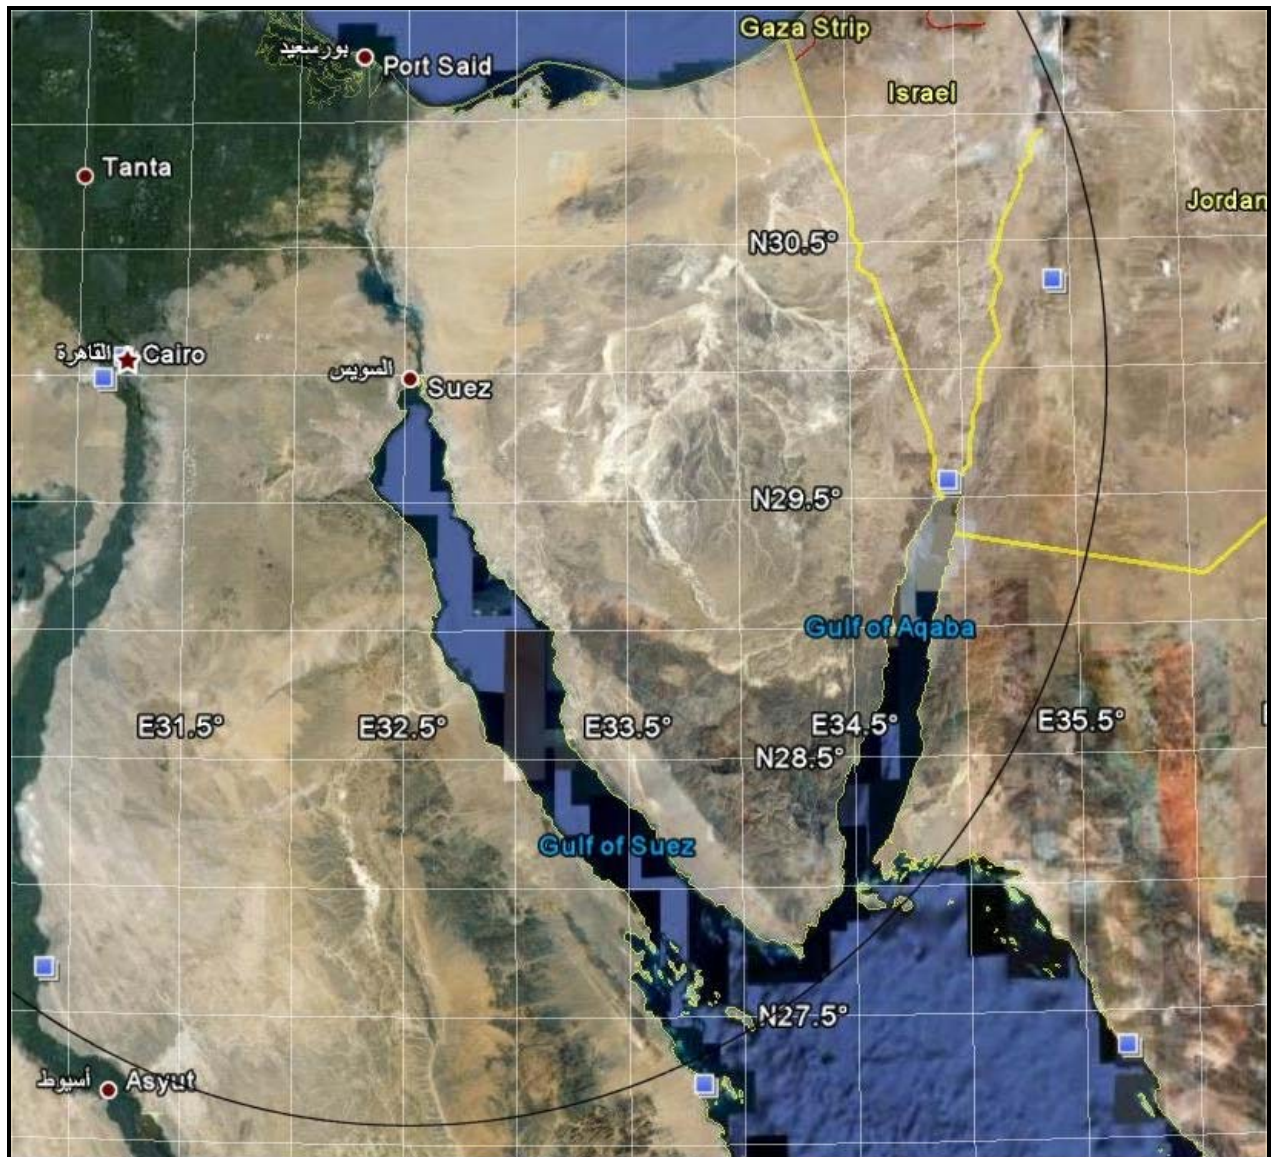 Gaza Strip
بورسعيد
Port Said
Israel
Tanta
Jordan
N30.5°
القاهرة
Cairo
السويس
Suez
N29.5°
Gulf of Aqaba
E31.5°
E32.5°
E33.5°
E34.5°
E35.5°
N28.5°
Gulf of Suez
N27.5°
أسيوط
Asyut